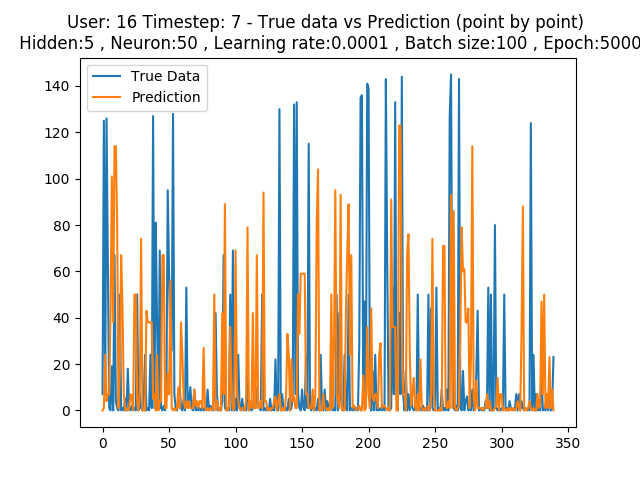 User: 16 Timestep: 7 - True data vs Prediction (point by point)
Hidden:5 , Neuron:50 , Learning rate:0.0001 , Batch size:100 , Epoch:5000
True Data
Prediction
140
120
100
80
60
40
20
0
0 50 100 150 200 250 300 350